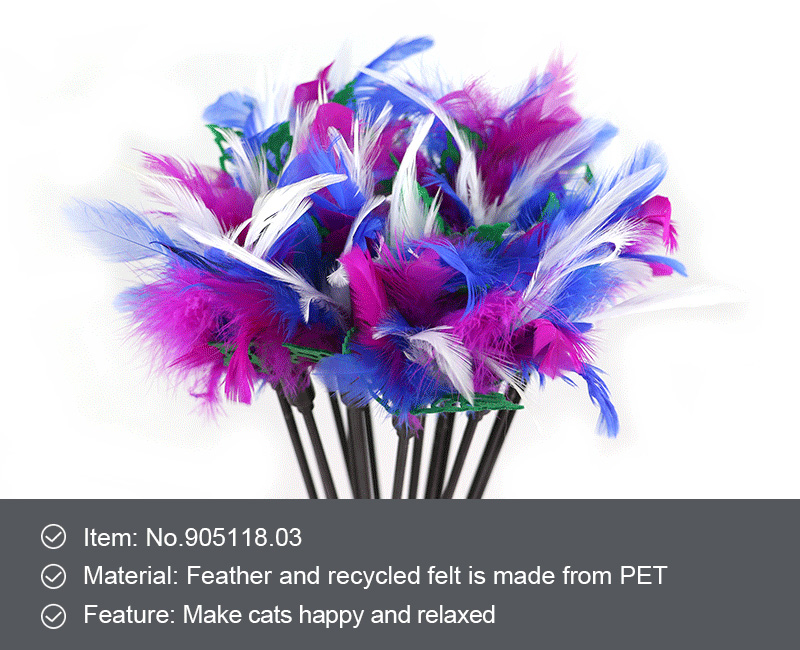 Item: No.905118.03
Material: Feather and recycled felt is made from PET
Feature: Make cats happy and relaxed